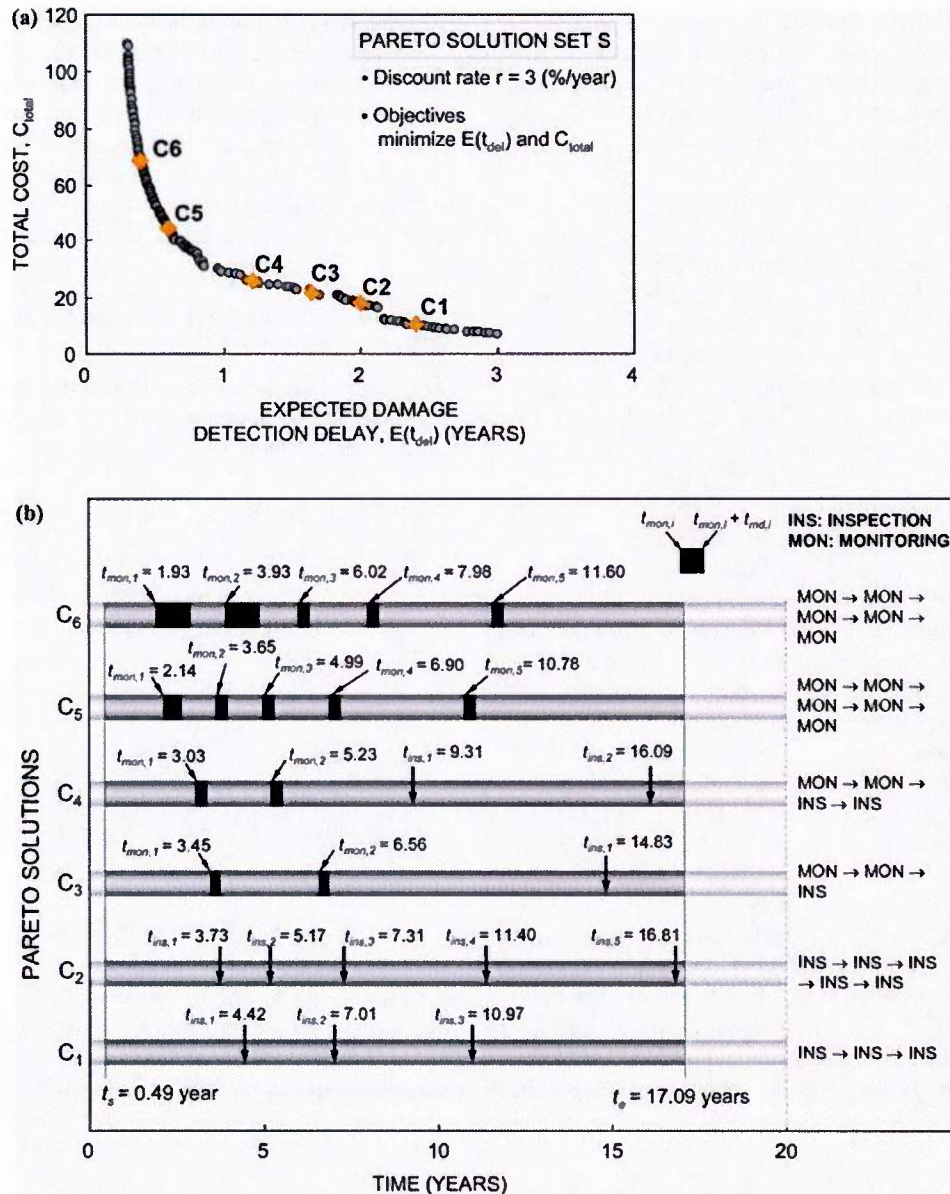 (a)
PARETO SOLUTION SET S
• Discount rate r = 3 (%/year)
• Objectives
minimize E(t_del) and C_total
TOTAL COST, C_total
120
100
80
60
40
20
0
C6
C5
C4
C3
C2
C1
0
1
2
3
4
EXPECTED DAMAGE
DETECTION DELAY, E(t_del) (YEARS)
(b)
t_mon,i
t_mon,i + t_md,i
INS: INSPECTION
MON: MONITORING
PARETO SOLUTIONS
C6
t_mon,1 = 1.93
t_mon,2 = 3.93
t_mon,3 = 6.02
t_mon,4 = 7.98
t_mon,5 = 11.60
MON → MON →
MON → MON →
MON
C5
t_mon,1 = 2.14
t_mon,2 = 3.65
t_mon,3 = 4.99
t_mon,4 = 6.90
t_mon,5 = 10.78
MON → MON →
MON → MON →
MON
C4
t_mon,1 = 3.03
t_mon,2 = 5.23
t_ins,1 = 9.31
t_ins,2 = 16.09
MON → MON →
INS → INS
C3
t_mon,1 = 3.45
t_mon,2 = 6.56
t_ins,1 = 14.83
MON → MON →
INS
C2
t_ins,1 = 3.73
t_ins,2 = 5.17
t_ins,3 = 7.31
t_ins,4 = 11.40
t_ins,5 = 16.81
INS → INS → INS
→ INS → INS
C1
t_ins,1 = 4.42
t_ins,2 = 7.01
t_ins,3 = 10.97
INS → INS → INS
t_s = 0.49 year
t_e = 17.09 years
0
5
10
15
20
TIME (YEARS)